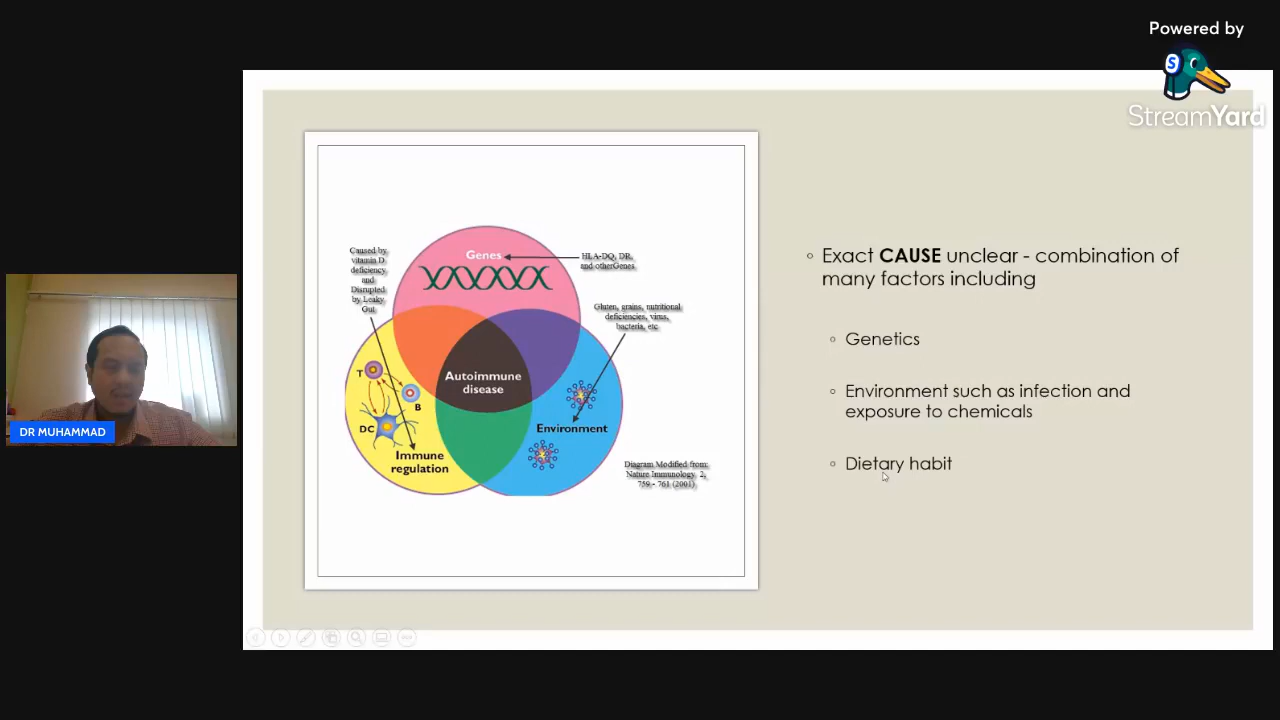 Powered by
S
StreamYard
Caused by
vitamin D
deficiency
and
Disrupted
by Leaky
Gut
Genes
HLA-DQ, DR,
and otherGenes
Gluten, grains, nutritional
deficiencies, virus,
bacteria, etc
T
B
DC
Autoimmune
disease
Environment
Immune
regulation
Diagram Modified from:
Nature Immunology 2,
759 - 761 (2001)
Exact CAUSE unclear - combination of
many factors including
Genetics
Environment such as infection and
exposure to chemicals
Dietary habit
DR MUHAMMAD